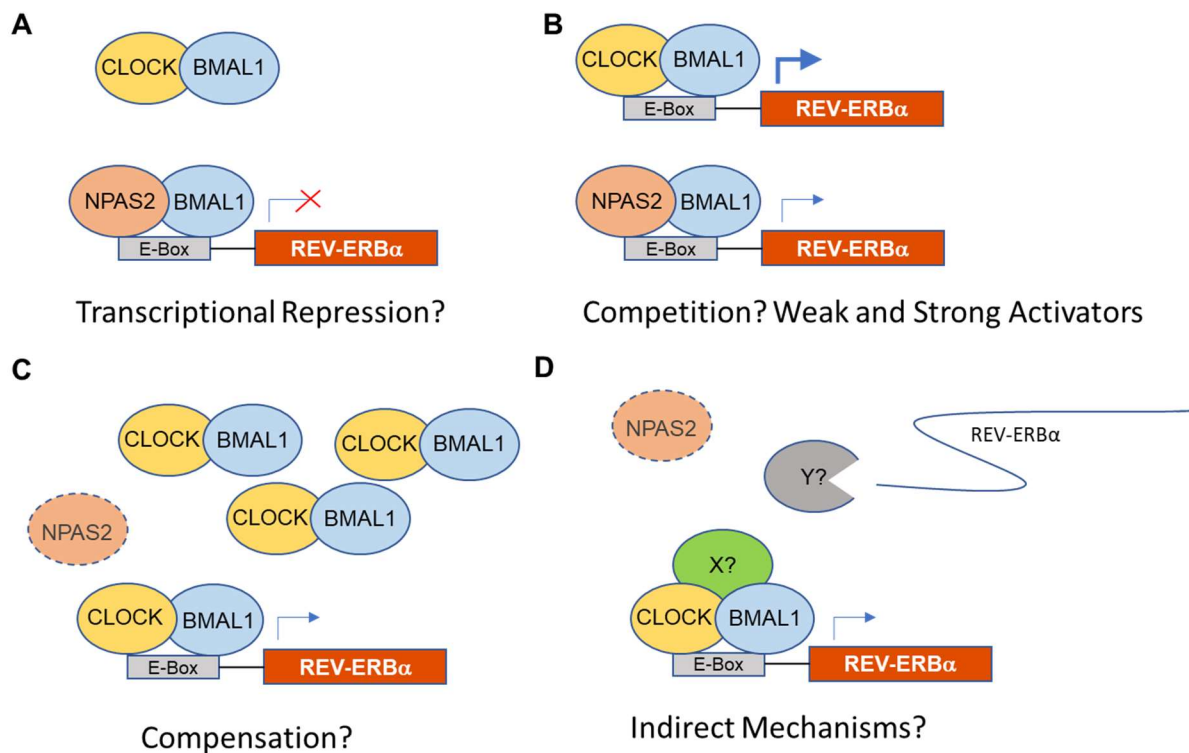 A
CLOCK BMAL1
NPAS2 BMAL1
E-Box REV-ERBα
Transcriptional Repression?
B
CLOCK BMAL1
E-Box REV-ERBα
NPAS2 BMAL1
E-Box REV-ERBα
Competition? Weak and Strong Activators
C
CLOCK BMAL1
CLOCK BMAL1
CLOCK BMAL1
NPAS2
CLOCK BMAL1
E-Box REV-ERBα
Compensation?
D
NPAS2
REV-ERBα
Y?
X?
CLOCK BMAL1
E-Box REV-ERBα
Indirect Mechanisms?